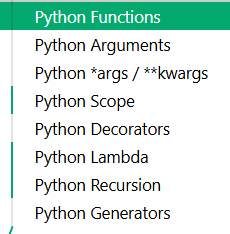 Python Functions
Python Arguments
Python *args / **kwargs
Python Scope
Python Decorators
Python Lambda
Python Recursion
Python Generators